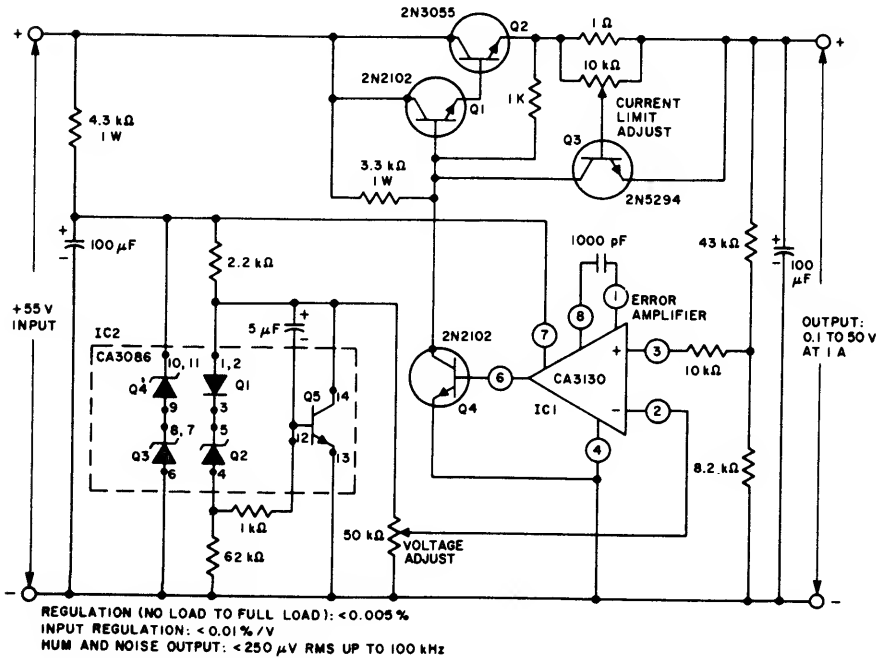 2N3055
Q2
1 Ω
10 kΩ
+
+
2N2102
Q1
1 K
CURRENT
LIMIT
ADJUST
4.3 kΩ
1 W
Q3
3.3 kΩ
1 W
2N5294
+
-
100 µF
2.2 kΩ
1000 pF
43 kΩ
+
-
100
µF
+55 V
INPUT
8
1
ERROR
AMPLIFIER
5 µF
+
-
7
OUTPUT:
0.1 TO 50 V
AT 1 A
IC2
CA3086
2N2102
10, 11
1, 2
Q4
Q1
Q5
14
6
CA3130
+
3
10 kΩ
9
3
Q4
IC1
-
2
8, 7
5
12
Q3
Q2
13
4
6
4
8.2 kΩ
1 kΩ
50 kΩ
VOLTAGE
ADJUST
62 kΩ
-
-
REGULATION (NO LOAD TO FULL LOAD): <0.005 %
INPUT REGULATION: <0.01 %/V
HUM AND NOISE OUTPUT: <250 µV RMS UP TO 100 kHz